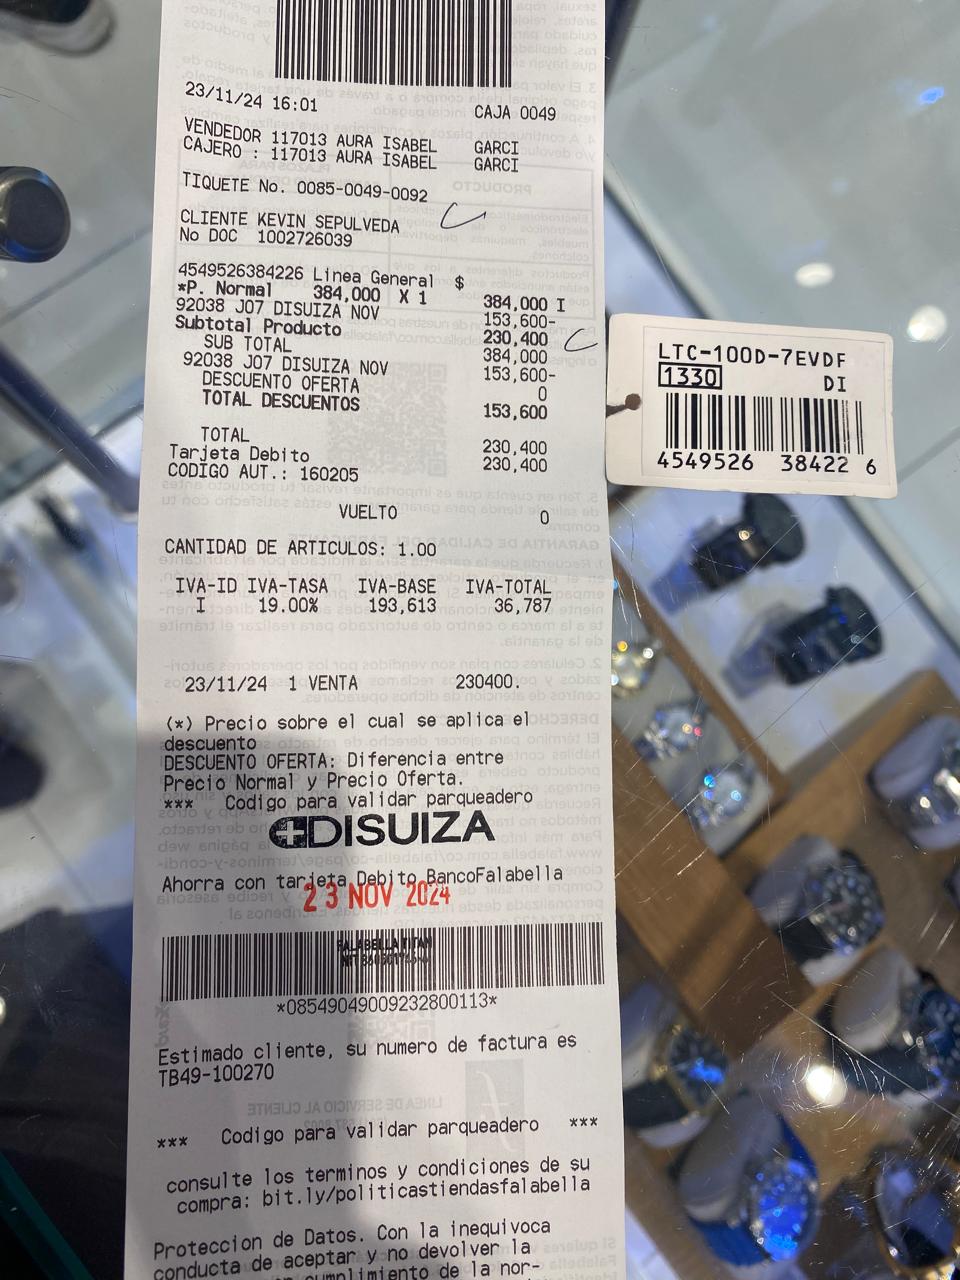 23/11/24 16:01 CAJA 0049
VENDEDOR 117013 AURA ISABEL GARCI
CAJERO : 117013 AURA ISABEL GARCI
TIQUETE No. 0085-0049-0092
CLIENTE KEVIN SEPULVEDA
No DOC 1002726039
4549526384226 Linea General $
*P. Normal 384,000 X 1 384,000 I
92038 J07 DISUIZA NOV 153,600-
Subtotal Producto 230,400
SUB TOTAL 384,000
92038 J07 DISUIZA NOV 153,600-
DESCUENTO OFERTA 0
TOTAL DESCUENTOS 153,600
TOTAL 230,400
Tarjeta Debito 230,400
CODIGO AUT.: 160205
VUELTO 0
CANTIDAD DE ARTICULOS: 1.00
IVA-ID IVA-TASA IVA-BASE IVA-TOTAL
I 19.00% 193,613 36,787
23/11/24 1 VENTA 230400.
(*) Precio sobre el cual se aplica el
descuento
DESCUENTO OFERTA: Diferencia entre
Precio Normal y Precio Oferta.
*** Codigo para validar parqueadero
DISUIZA
Ahorra con tarjeta Debito BancoFalabella
23 NOV 2024
FALABELLA TITAN
*08549049009232800113*
Estimado cliente, su numero de factura es
TB49-100270
*** Codigo para validar parqueadero ***
consulte los terminos y condiciones de su
compra: bit.ly/politicastiendasfalabella
Proteccion de Datos. Con la inequivoca
conducta de aceptar y no devolver la
cumplimiento de la nor-
LTC-100D-7EVDF
1330 DI
4549526 38422 6